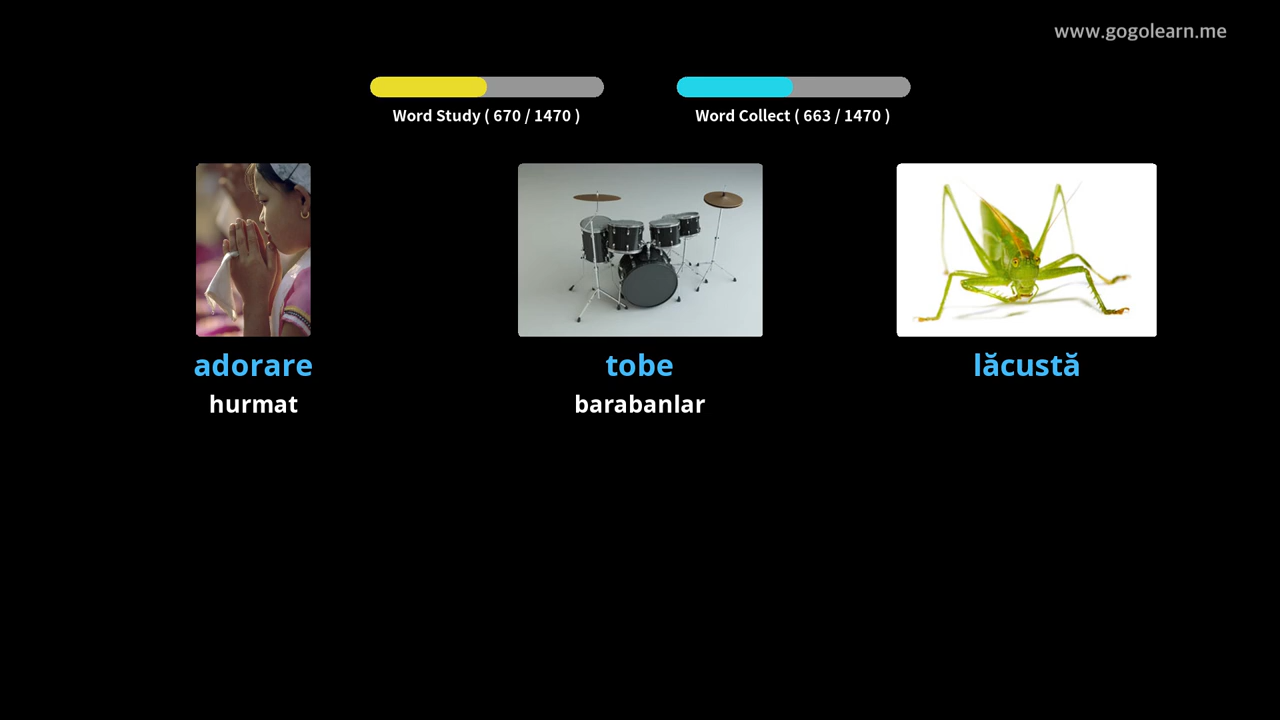 www.gogolearn.me
Word Study ( 670 / 1470 )
Word Collect ( 663 / 1470 )
adorare
tobe
lăcustă
hurmat
barabanlar